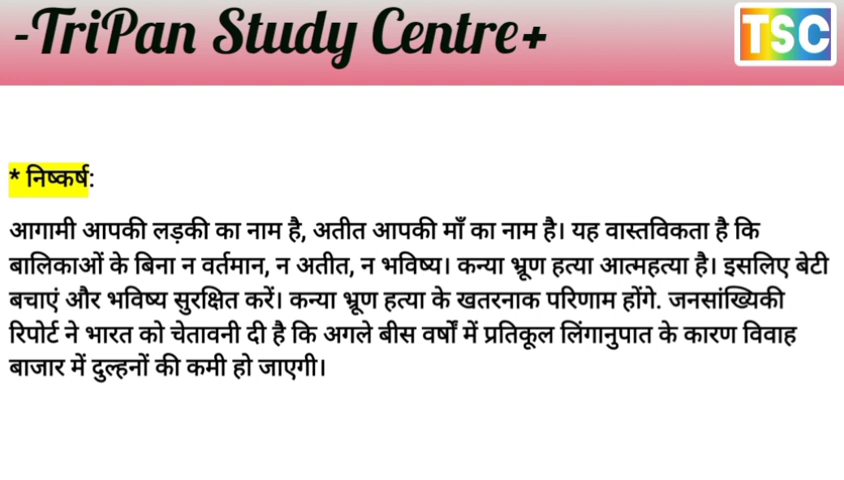 -TriPan Study Centre+
TSC
* निष्कर्ष:
आगामी आपकी लड़की का नाम है, अतीत आपकी माँ का नाम है। यह वास्तविकता है कि
बालिकाओं के बिना न वर्तमान, न अतीत, न भविष्य। कन्या भ्रूण हत्या आत्महत्या है। इसलिए बेटी
बचाएं और भविष्य सुरक्षित करें। कन्या भ्रूण हत्या के खतरनाक परिणाम होंगे. जनसांख्यिकी
रिपोर्ट ने भारत को चेतावनी दी है कि अगले बीस वर्षों में प्रतिकूल लिंगानुपात के कारण विवाह
बाजार में दुल्हनों की कमी हो जाएगी।